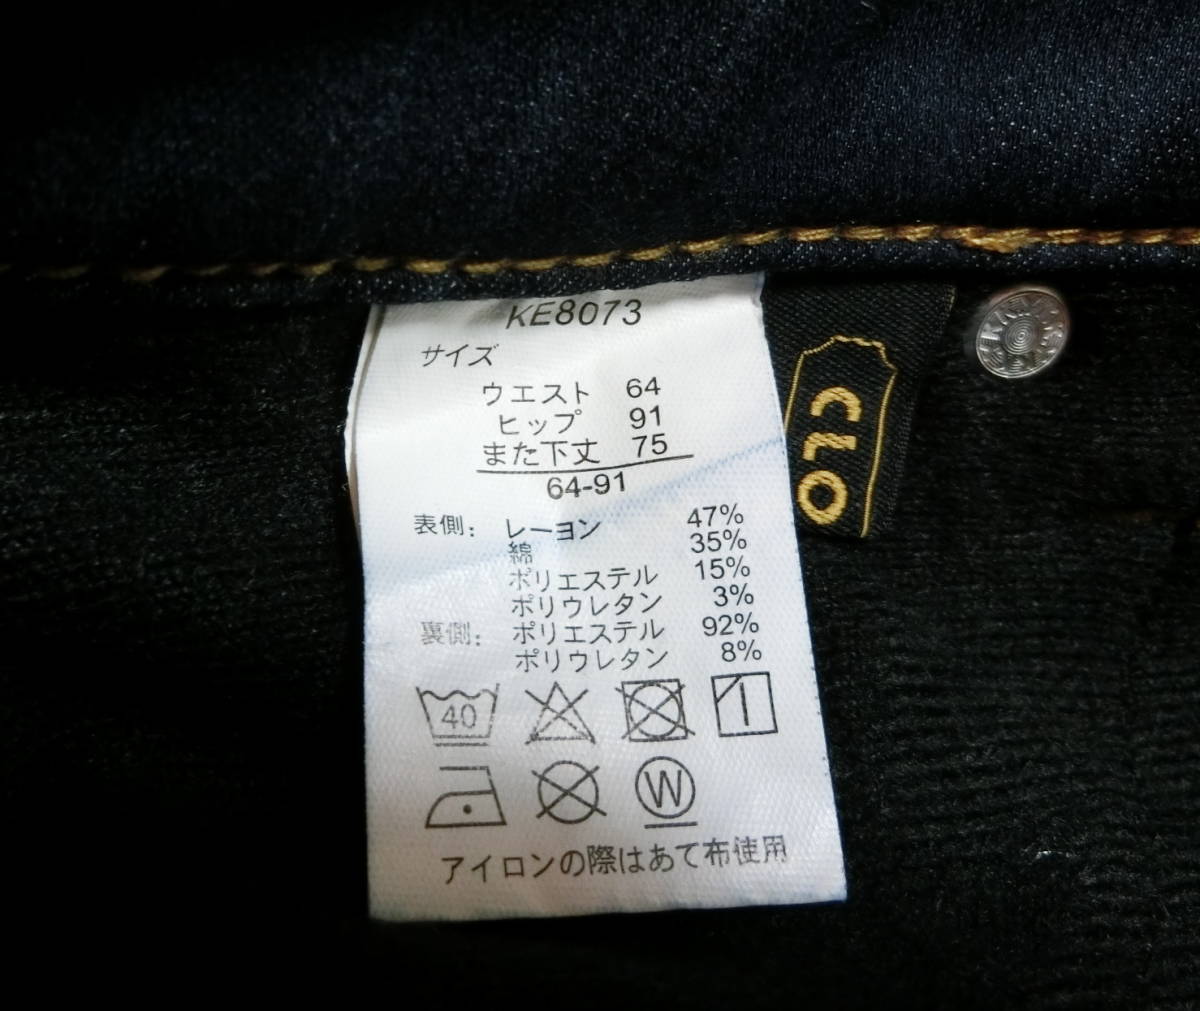 KE8073
サイズ
ウエスト 64
ヒップ 91
また下丈 75
64-91
表側: レーヨン 47%
綿 35%
ポリエステル 15%
ポリウレタン 3%
裏側: ポリエステル 92%
ポリウレタン 8%
40
W
アイロンの際はあて布使用
CLO